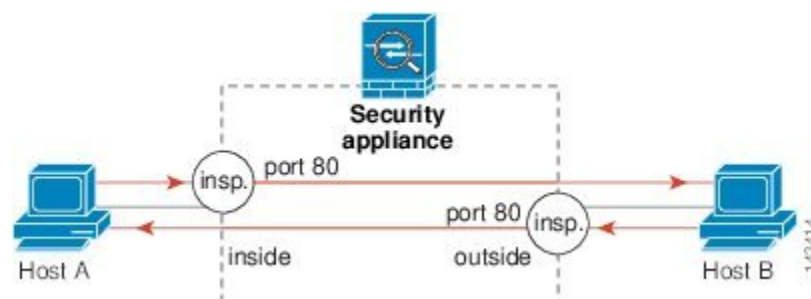 Security
appliance
insp.
port 80
port 80
insp.
inside
outside
Host A
Host B